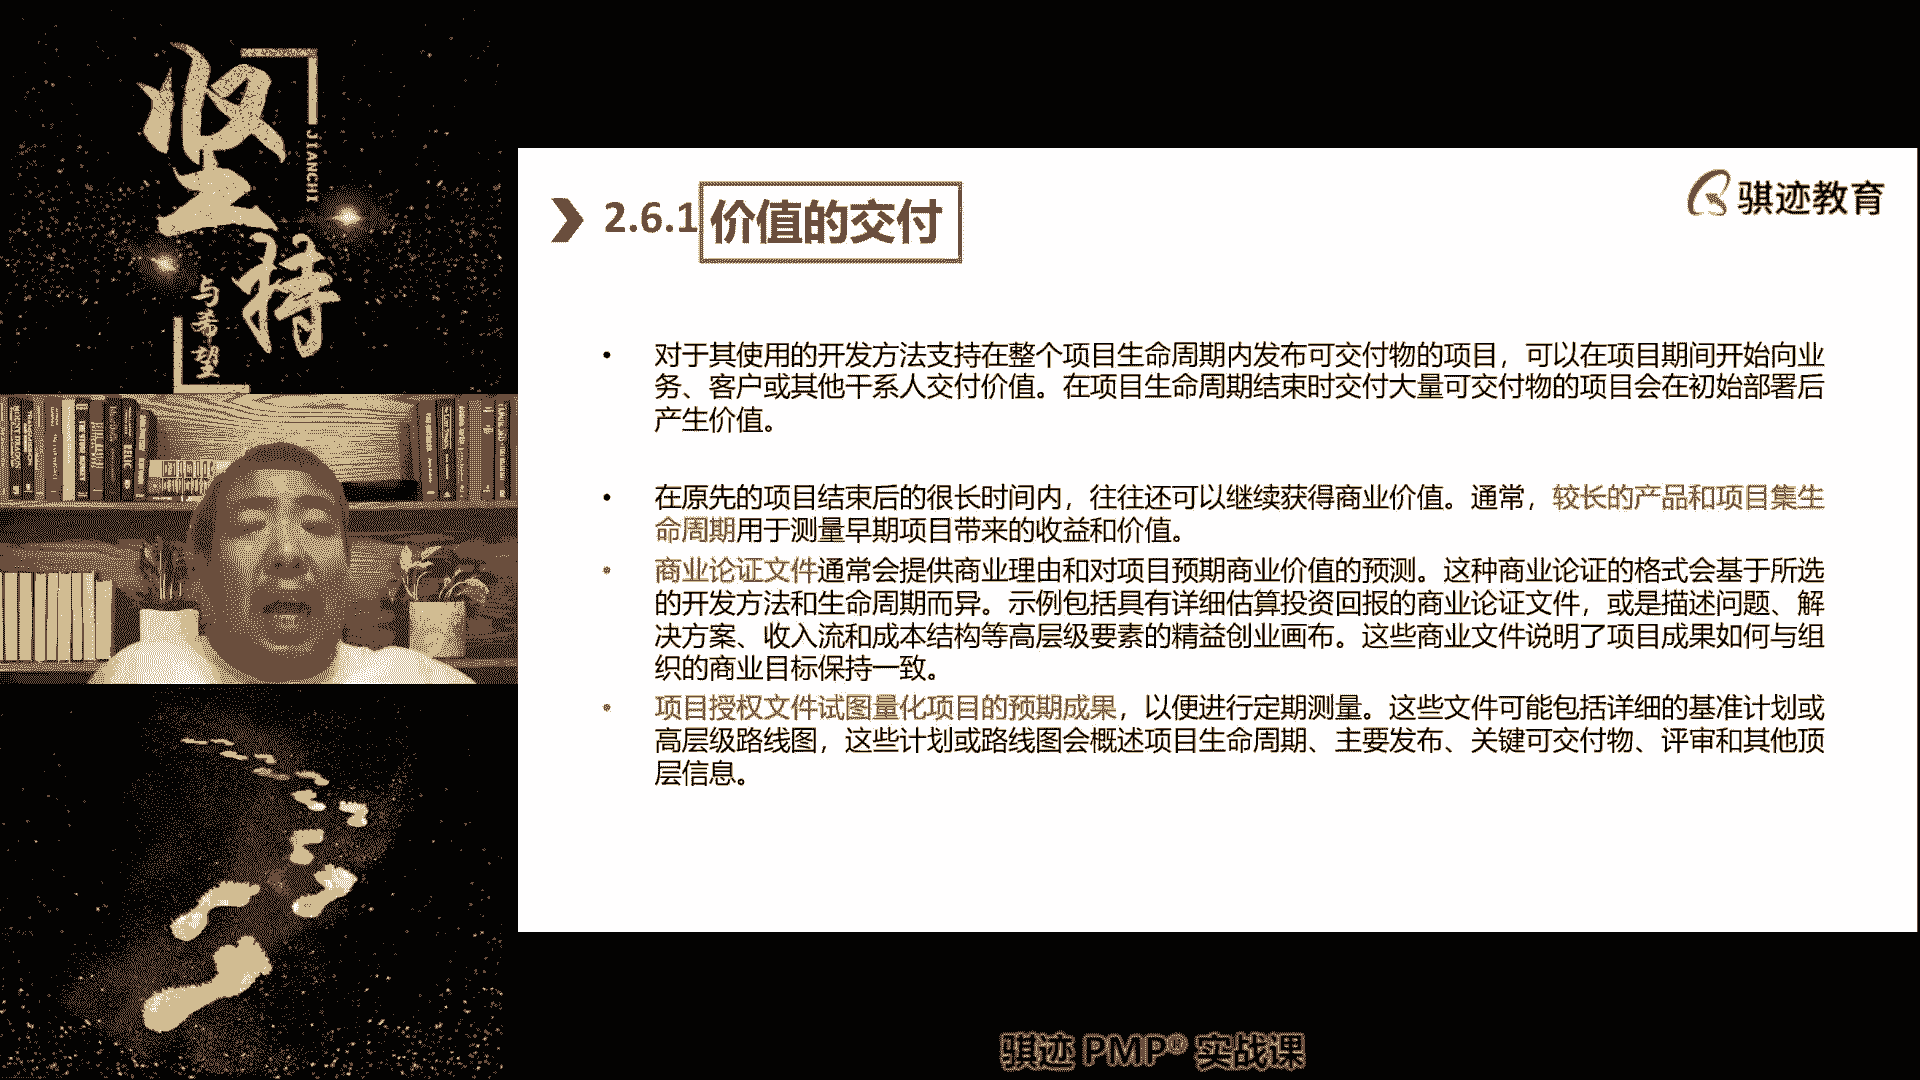 坚持
JIANCHI
与希望
2.6.1 价值的交付
骐迹教育
• 对于其使用的开发方法支持在整个项目生命周期内发布可交付物的项目，可以在项目期间开始向业
务、客户或其他干系人交付价值。在项目生命周期结束时交付大量可交付物的项目会在初始部署后
产生价值。
• 在原先的项目结束后的很长时间内，往往还可以继续获得商业价值。通常，较长的产品和项目集生
命周期用于测量早期项目带来的收益和价值。
• 商业论证文件通常会提供商业理由和对项目预期商业价值的预测。这种商业论证的格式会基于所选
的开发方法和生命周期而异。示例包括具有详细估算投资回报的商业论证文件，或是描述问题、解
决方案、收入流和成本结构等高层级要素的精益创业画布。这些商业文件说明了项目成果如何与组
织的商业目标保持一致。
• 项目授权文件试图量化项目的预期成果，以便进行定期测量。这些文件可能包括详细的基准计划或
高层级路线图，这些计划或路线图会概述项目生命周期、主要发布、关键可交付物、评审和其他顶
层信息。
骐迹 PMP® 实战课